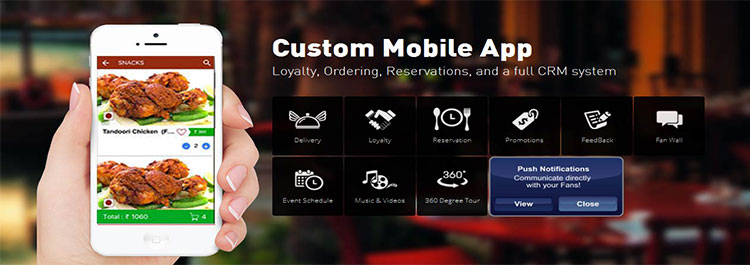 SNACKS
Tandoori Chicken (F....
2
Total : ₹ 1060
4
Custom Mobile App
Loyalty, Ordering, Reservations, and a full CRM system
Delivery
Loyalty
Reservation
Promotions
FeedBack
Fan Wall
Event Schedule
Music & Videos
360°
360 Degree Tour
Push Notifications
Communicate directly
with your Fans!
View
Close